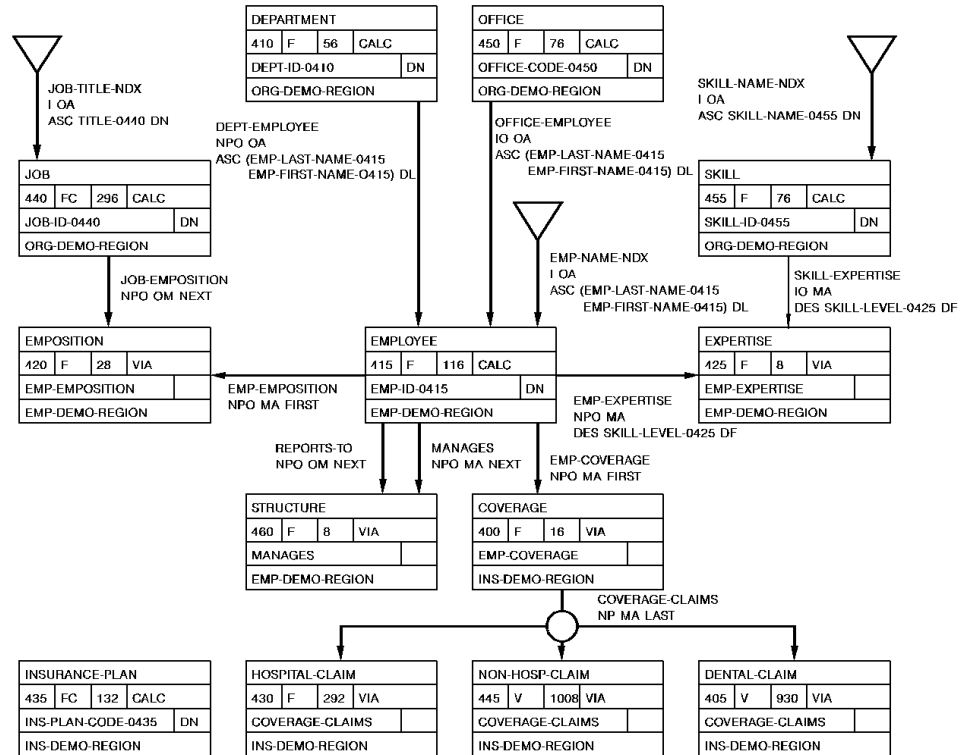 DEPARTMENT
410 F 56 CALC
DEPT-ID-0410 DN
ORG-DEMO-REGION
OFFICE
450 F 76 CALC
OFFICE-CODE-0450 DN
ORG-DEMO-REGION
JOB-TITLE-NDX
I OA
ASC TITLE-0440 DN
SKILL-NAME-NDX
I OA
ASC SKILL-NAME-0455 DN
DEPT-EMPLOYEE
NPO OA
ASC (EMP-LAST-NAME-0415
EMP-FIRST-NAME-0415) DL
OFFICE-EMPLOYEE
IO OA
ASC (EMP-LAST-NAME-0415
EMP-FIRST-NAME-0415) DL
JOB
440 FC 296 CALC
JOB-ID-0440 DN
ORG-DEMO-REGION
SKILL
455 F 76 CALC
SKILL-ID-0455 DN
ORG-DEMO-REGION
EMP-NAME-NDX
I OA
ASC (EMP-LAST-NAME-0415
EMP-FIRST-NAME-0415) DL
JOB-EMPOSITION
NPO OM NEXT
SKILL-EXPERTISE
IO MA
DES SKILL-LEVEL-0425 DF
EMPOSITION
420 F 28 VIA
EMP-EMPOSITION
EMP-DEMO-REGION
EMP-EMPOSITION
NPO MA FIRST
EMPLOYEE
415 F 116 CALC
EMP-ID-0415 DN
EMP-DEMO-REGION
EMP-EXPERTISE
NPO MA
DES SKILL-LEVEL-0425 DF
EXPERTISE
425 F 8 VIA
EMP-EXPERTISE
EMP-DEMO-REGION
REPORTS-TO
NPO OM NEXT
MANAGES
NPO MA NEXT
EMP-COVERAGE
NPO MA FIRST
STRUCTURE
460 F 8 VIA
MANAGES
EMP-DEMO-REGION
COVERAGE
400 F 16 VIA
EMP-COVERAGE
INS-DEMO-REGION
COVERAGE-CLAIMS
NP MA LAST
INSURANCE-PLAN
435 FC 132 CALC
INS-PLAN-CODE-0435 DN
INS-DEMO-REGION
HOSPITAL-CLAIM
430 F 292 VIA
COVERAGE-CLAIMS
INS-DEMO-REGION
NON-HOSP-CLAIM
445 V 1008 VIA
COVERAGE-CLAIMS
INS-DEMO-REGION
DENTAL-CLAIM
405 V 930 VIA
COVERAGE-CLAIMS
INS-DEMO-REGION